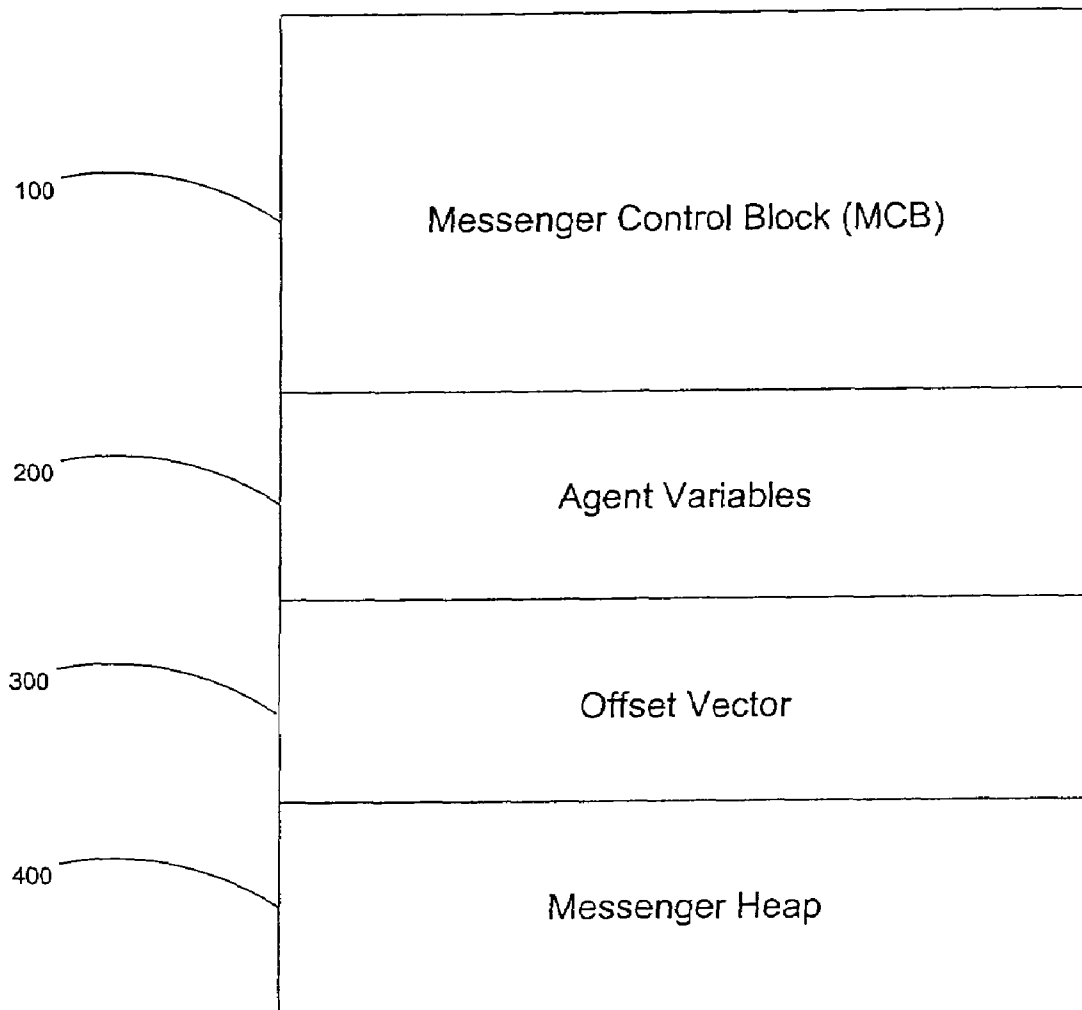 100
Messenger Control Block (MCB)
200
Agent Variables
300
Offset Vector
400
Messenger Heap